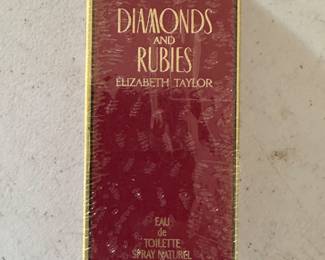 DIAMONDS
AND
RUBIES
ELIZABETH TAYLOR
EAU
de
TOILETTE
SPRAY NATUREL